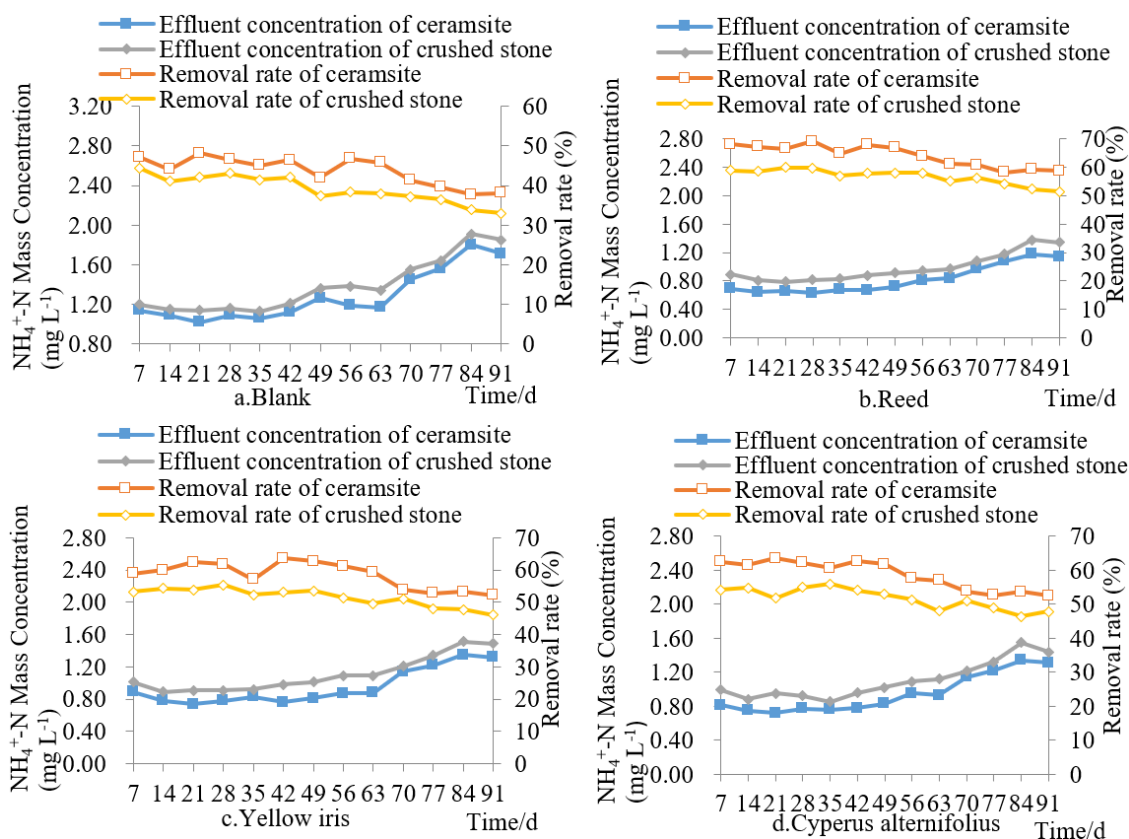 Effluent concentration of ceramsite
Effluent concentration of crushed stone
Removal rate of ceramsite
Removal rate of crushed stone
NH₄⁺-N Mass Concentration
(mg L⁻¹)
3.20
2.80
2.40
2.00
1.60
1.20
0.80
60
50
40
30
20
10
0
Removal rate (%)
7 14 21 28 35 42 49 56 63 70 77 84 91
a.Blank
Time/d
Effluent concentration of ceramsite
Effluent concentration of crushed stone
Removal rate of ceramsite
Removal rate of crushed stone
NH₄⁺-N Mass Concentration
(mg L⁻¹)
2.80
2.40
2.00
1.60
1.20
0.80
0.40
0.00
70
60
50
40
30
20
10
0
Removal rate (%)
7 14 21 28 35 42 49 56 63 70 77 84 91
b.Reed
Time/d
Effluent concentration of ceramsite
Effluent concentration of crushed stone
Removal rate of ceramsite
Removal rate of crushed stone
NH₄⁺-N Mass Concentration
(mg L⁻¹)
2.80
2.40
2.00
1.60
1.20
0.80
0.40
0.00
70
60
50
40
30
20
10
0
Removal rate (%)
7 14 21 28 35 42 49 56 63 70 77 84 91
c.Yellow iris
Time/d
Effluent concentration of ceramsite
Effluent concentration of crushed stone
Removal rate of ceramsite
Removal rate of crushed stone
NH₄⁺-N Mass Concentration
(mg L⁻¹)
2.80
2.40
2.00
1.60
1.20
0.80
0.40
0.00
70
60
50
40
30
20
10
0
Removal rate (%)
7 14 21 28 35 42 49 56 63 70 77 84 91
d.Cyperus alternifolius
Time/d